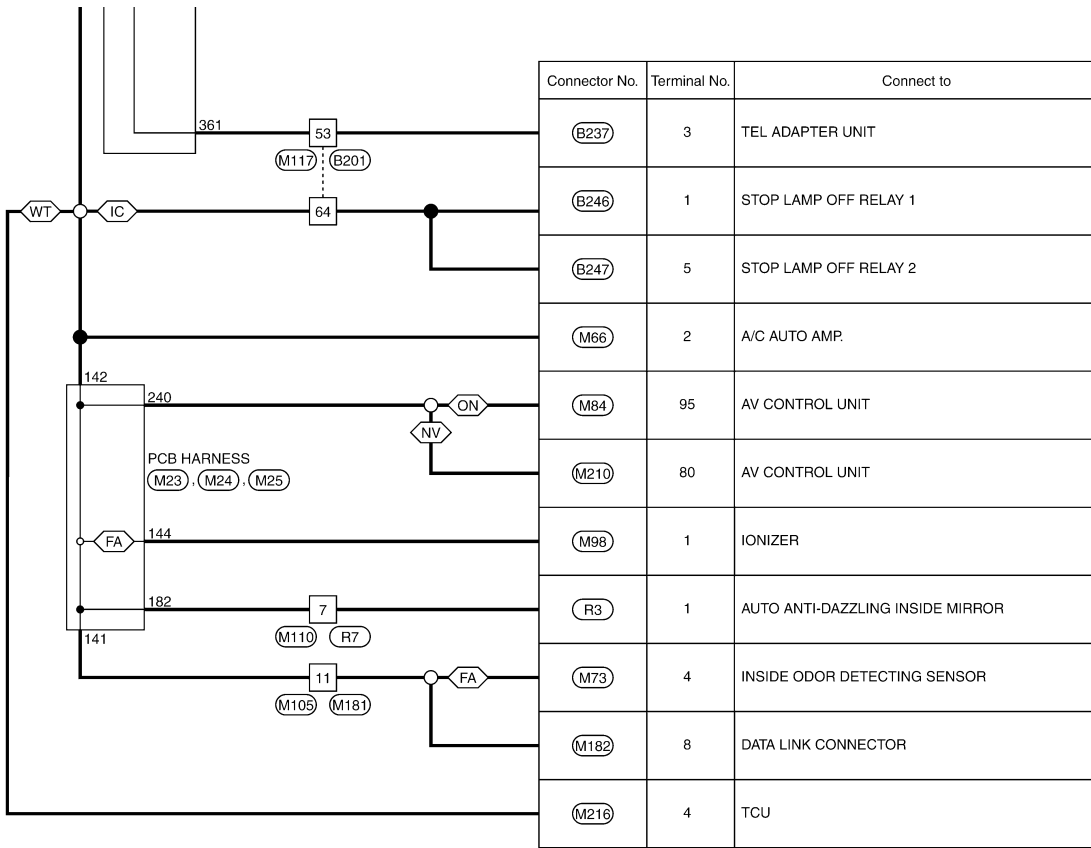 Connector No. Terminal No. Connect to
361 53 B237 3 TEL ADAPTER UNIT
M117 B201
WT IC 64 B246 1 STOP LAMP OFF RELAY 1
B247 5 STOP LAMP OFF RELAY 2
M66 2 A/C AUTO AMP.
142
240 ON M84 95 AV CONTROL UNIT
NV
PCB HARNESS
M23 , M24 , M25 M210 80 AV CONTROL UNIT
FA 144 M98 1 IONIZER
182 7 R3 1 AUTO ANTI-DAZZLING INSIDE MIRROR
141 M110 R7
11 FA M73 4 INSIDE ODOR DETECTING SENSOR
M105 M181
M182 8 DATA LINK CONNECTOR
M216 4 TCU